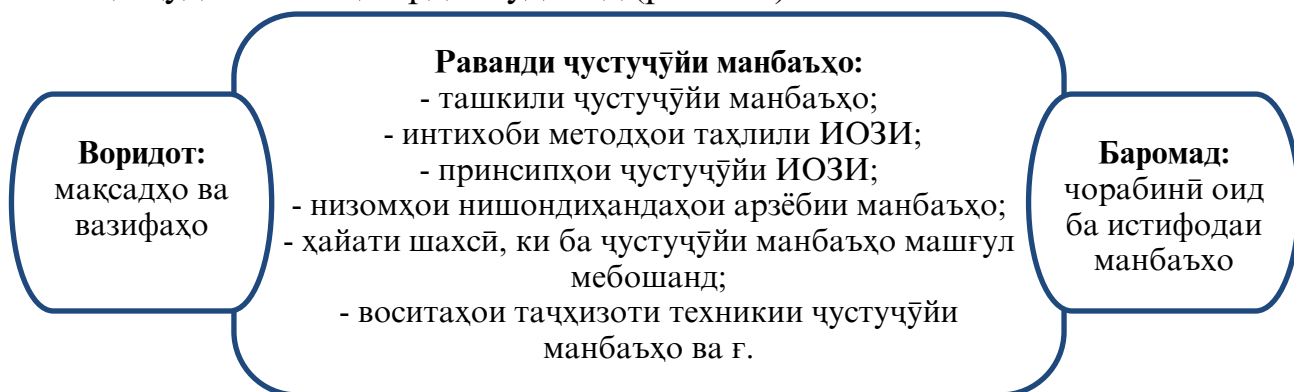 Воридот:
мақсадҳо ва
вазифаҳо
Раванди ҷустуҷӯйи манбаъҳо:
- ташкили ҷустуҷӯйи манбаъҳо;
- интихоби методҳои таҳлили ИОЗИ;
- принсипҳои ҷустуҷӯйи ИОЗИ;
- низомҳои нишондиҳандаҳои арзёбии манбаъҳо;
- ҳайати шахсӣ, ки ба ҷустуҷӯйи манбаъҳо машғул
мебошанд;
- воситаҳои таҷҳизоти техникии ҷустуҷӯйи
манбаъҳо ва ғ.
Баромад:
чорабинӣ оид
ба истифодаи
манбаъхо